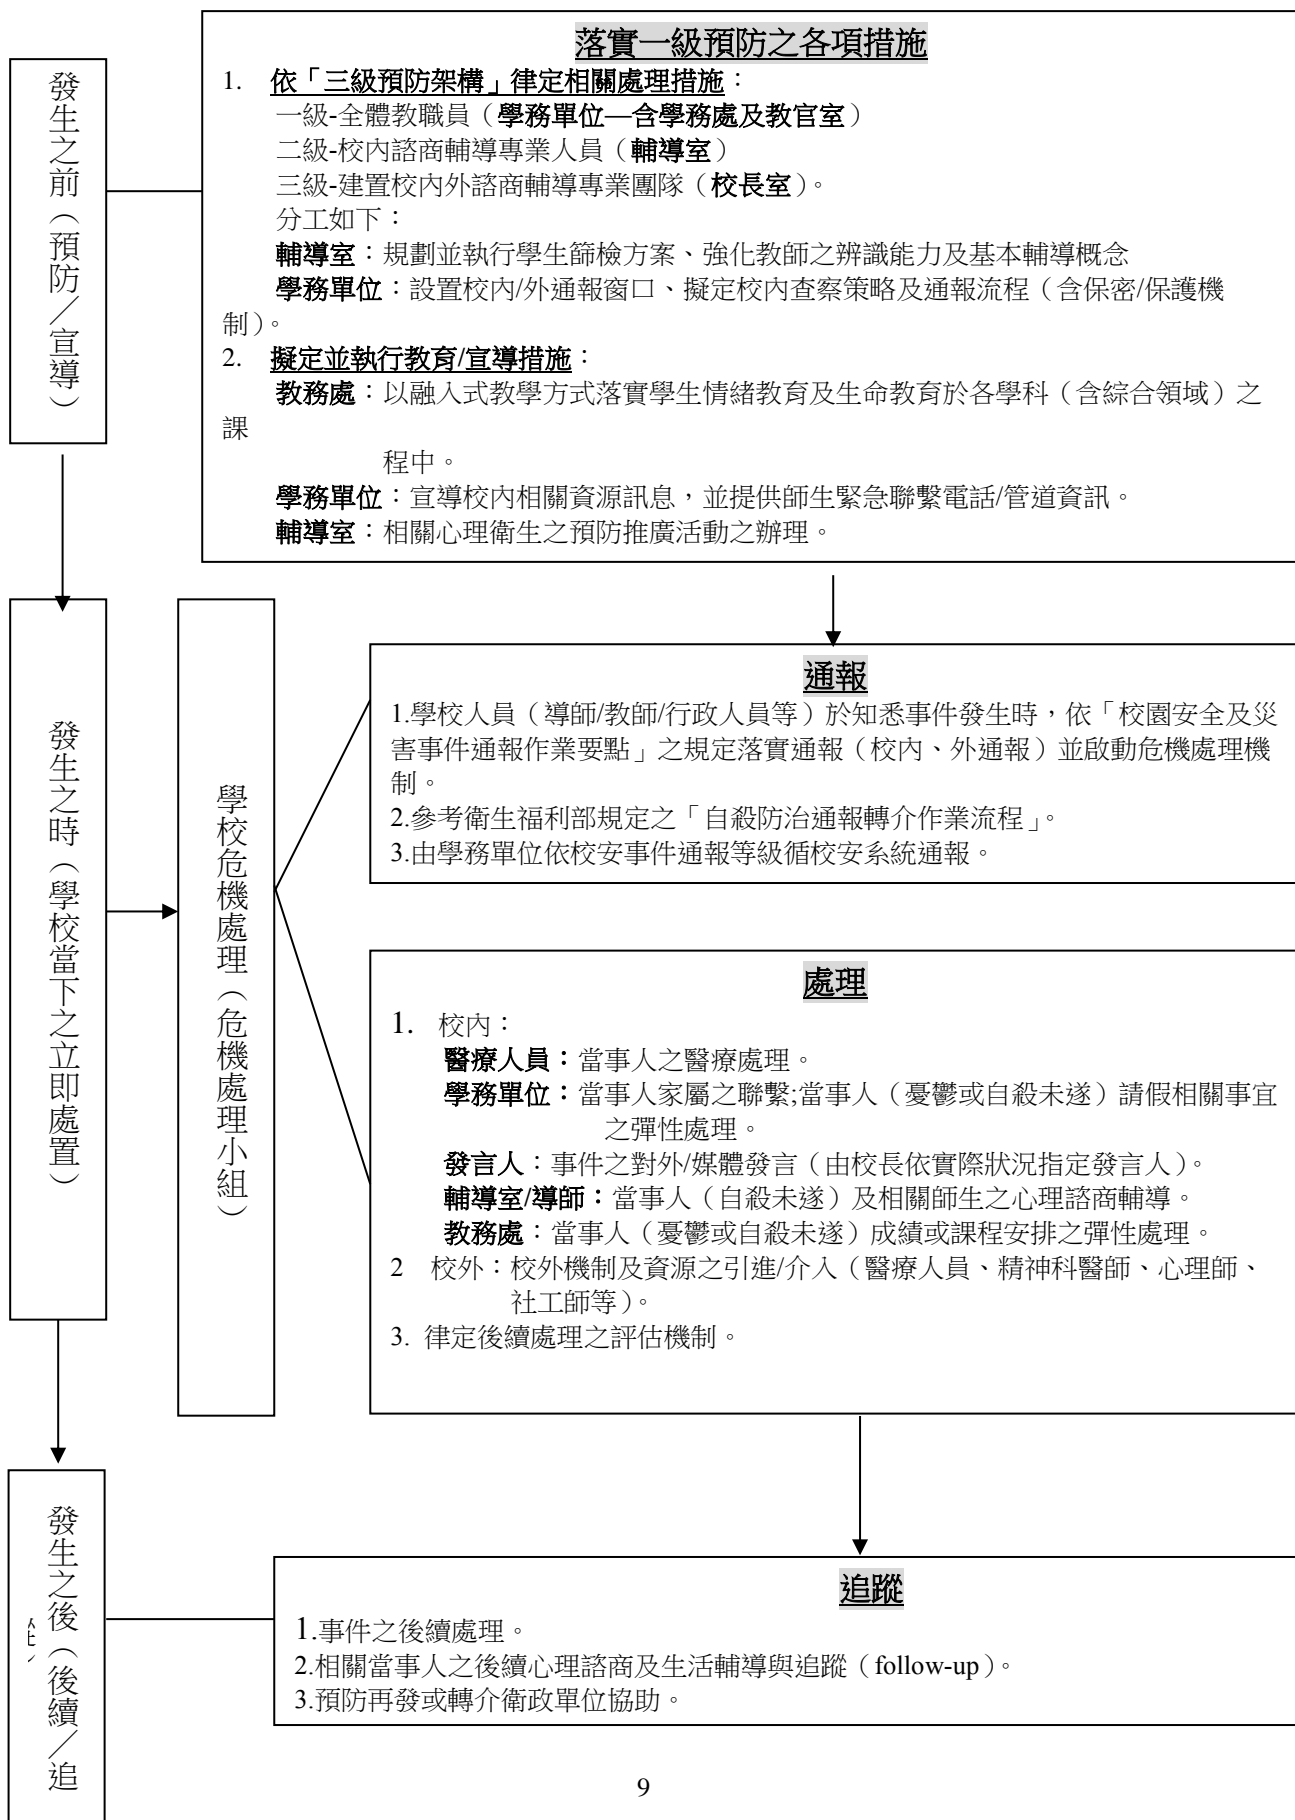 發生之前（預防／宣導）
落實一級預防之各項措施
1. 依「三級預防架構」律定相關處理措施：
一級-全體教職員（學務單位—含學務處及教官室）
二級-校內諮商輔導專業人員（輔導室）
三級-建置校內外諮商輔導專業團隊（校長室）。
分工如下：
輔導室：規劃並執行學生篩檢方案、強化教師之辨識能力及基本輔導概念
學務單位：設置校內/外通報窗口、擬定校內查察策略及通報流程（含保密/保護機
制）。
2. 擬定並執行教育/宣導措施：
教務處：以融入式教學方式落實學生情緒教育及生命教育於各學科（含綜合領域）之
課
程中。
學務單位：宣導校內相關資源訊息，並提供師生緊急聯繫電話/管道資訊。
輔導室：相關心理衛生之預防推廣活動之辦理。
發生之時（學校當下之立即處置）
學校危機處理（危機處理小組）
通報
1.學校人員（導師/教師/行政人員等）於知悉事件發生時，依「校園安全及災
害事件通報作業要點」之規定落實通報（校內、外通報）並啟動危機處理機
制。
2.參考衛生福利部規定之「自殺防治通報轉介作業流程」。
3.由學務單位依校安事件通報等級循校安系統通報。
處理
1. 校內：
醫療人員：當事人之醫療處理。
學務單位：當事人家屬之聯繫;當事人（憂鬱或自殺未遂）請假相關事宜
之彈性處理。
發言人：事件之對外/媒體發言（由校長依實際狀況指定發言人）。
輔導室/導師：當事人（自殺未遂）及相關師生之心理諮商輔導。
教務處：當事人（憂鬱或自殺未遂）成績或課程安排之彈性處理。
2 校外：校外機制及資源之引進/介入（醫療人員、精神科醫師、心理師、
社工師等）。
3. 律定後續處理之評估機制。
發生之後（後續／追
追蹤
1.事件之後續處理。
2.相關當事人之後續心理諮商及生活輔導與追蹤（follow-up）。
3.預防再發或轉介衛政單位協助。
9